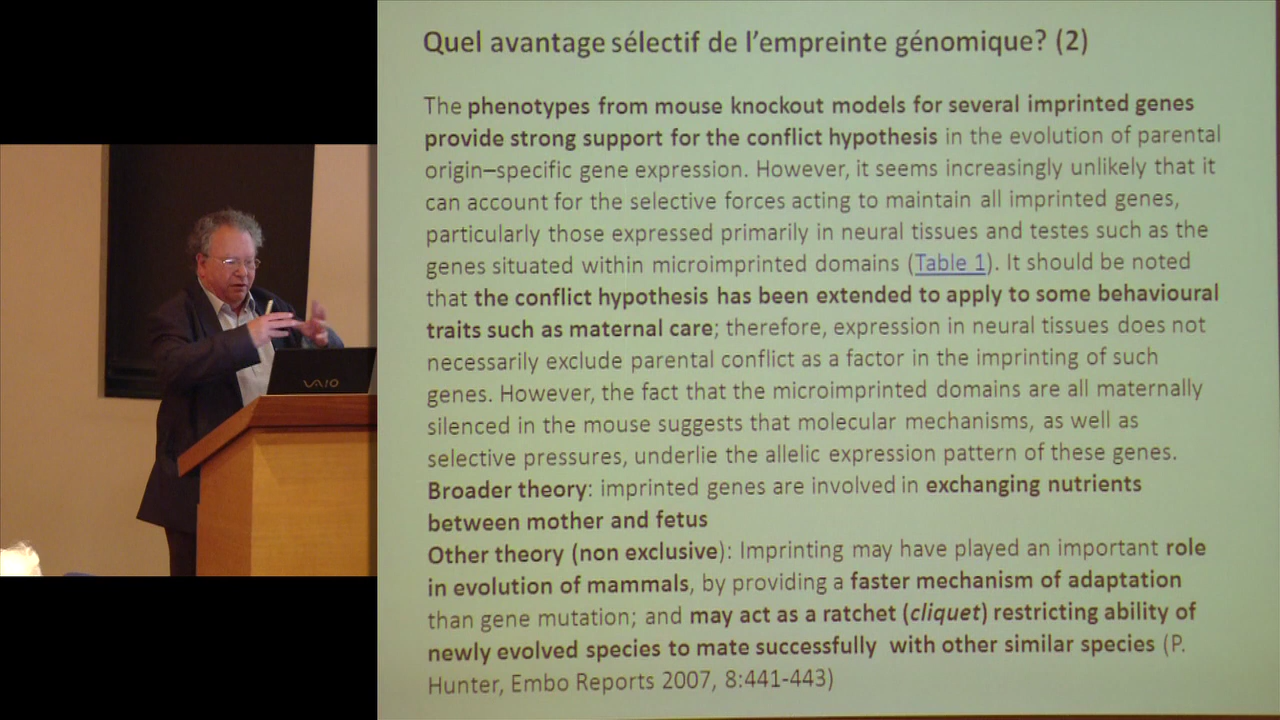 Quel avantage sélectif de l'empreinte génomique? (2)
The phenotypes from mouse knockout models for several imprinted genes
provide strong support for the conflict hypothesis in the evolution of parental
origin–specific gene expression. However, it seems increasingly unlikely that it
can account for the selective forces acting to maintain all imprinted genes,
particularly those expressed primarily in neural tissues and testes such as the
genes situated within microimprinted domains (Table 1). It should be noted
that the conflict hypothesis has been extended to apply to some behavioural
traits such as maternal care; therefore, expression in neural tissues does not
necessarily exclude parental conflict as a factor in the imprinting of such
genes. However, the fact that the microimprinted domains are all maternally
silenced in the mouse suggests that molecular mechanisms, as well as
selective pressures, underlie the allelic expression pattern of these genes.
Broader theory: imprinted genes are involved in exchanging nutrients
between mother and fetus
Other theory (non exclusive): Imprinting may have played an important role
in evolution of mammals, by providing a faster mechanism of adaptation
than gene mutation; and may act as a ratchet (cliquet) restricting ability of
newly evolved species to mate successfully with other similar species (P.
Hunter, Embo Reports 2007, 8:441-443)
VAIO